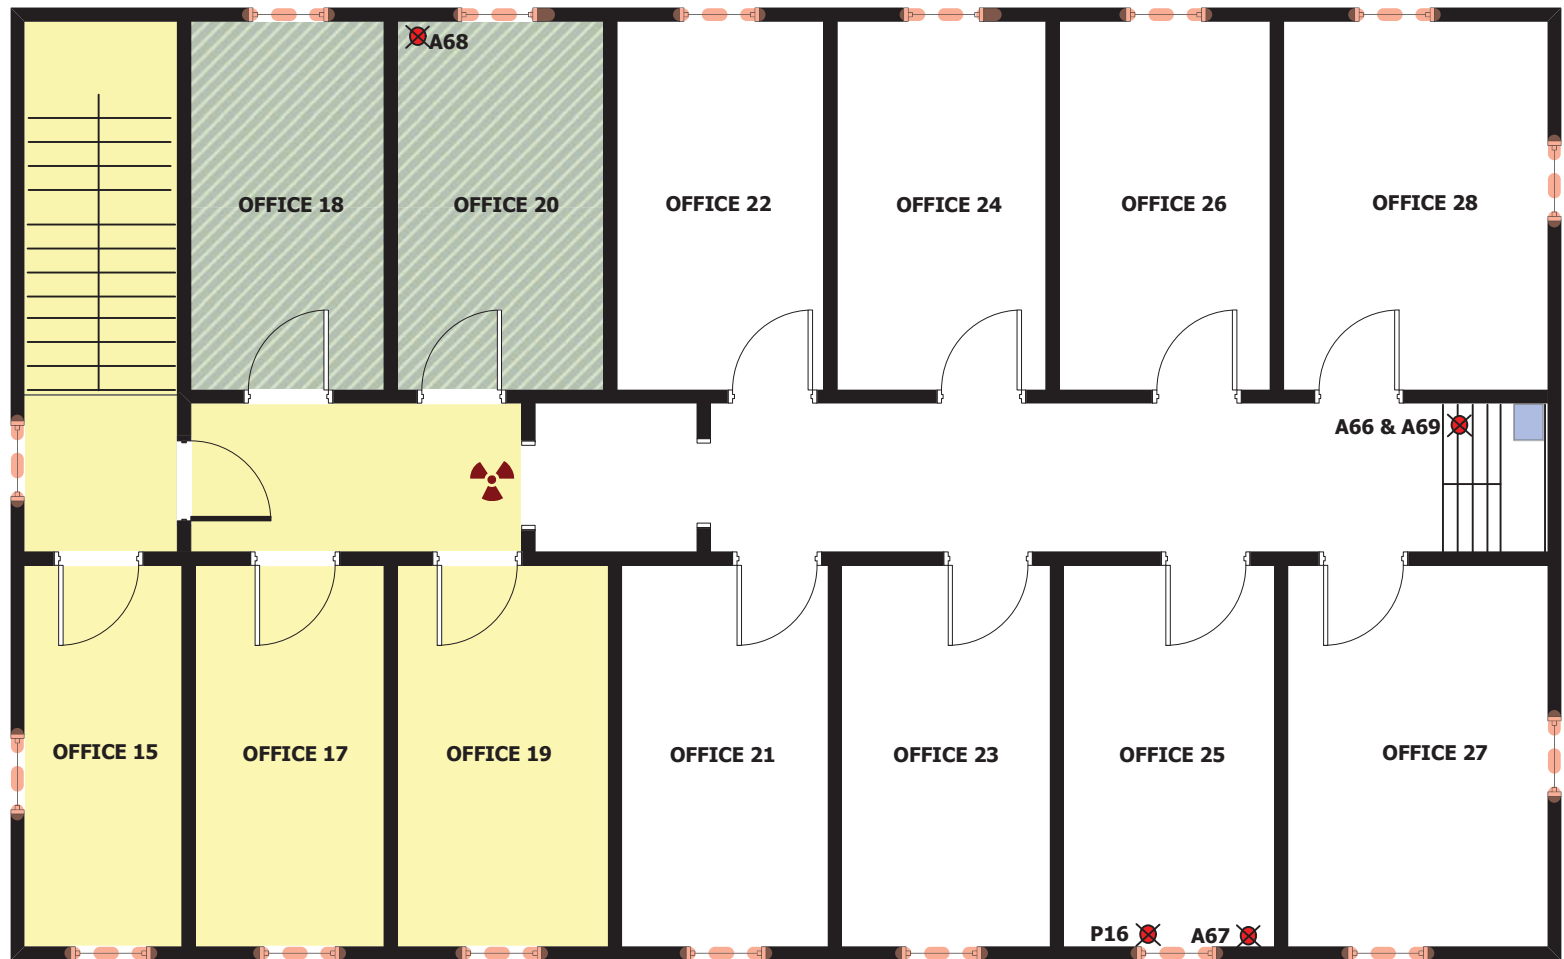 A68
OFFICE 18
OFFICE 20
OFFICE 22
OFFICE 24
OFFICE 26
OFFICE 28
A66 & A69
OFFICE 15
OFFICE 17
OFFICE 19
OFFICE 21
OFFICE 23
OFFICE 25
OFFICE 27
P16
A67